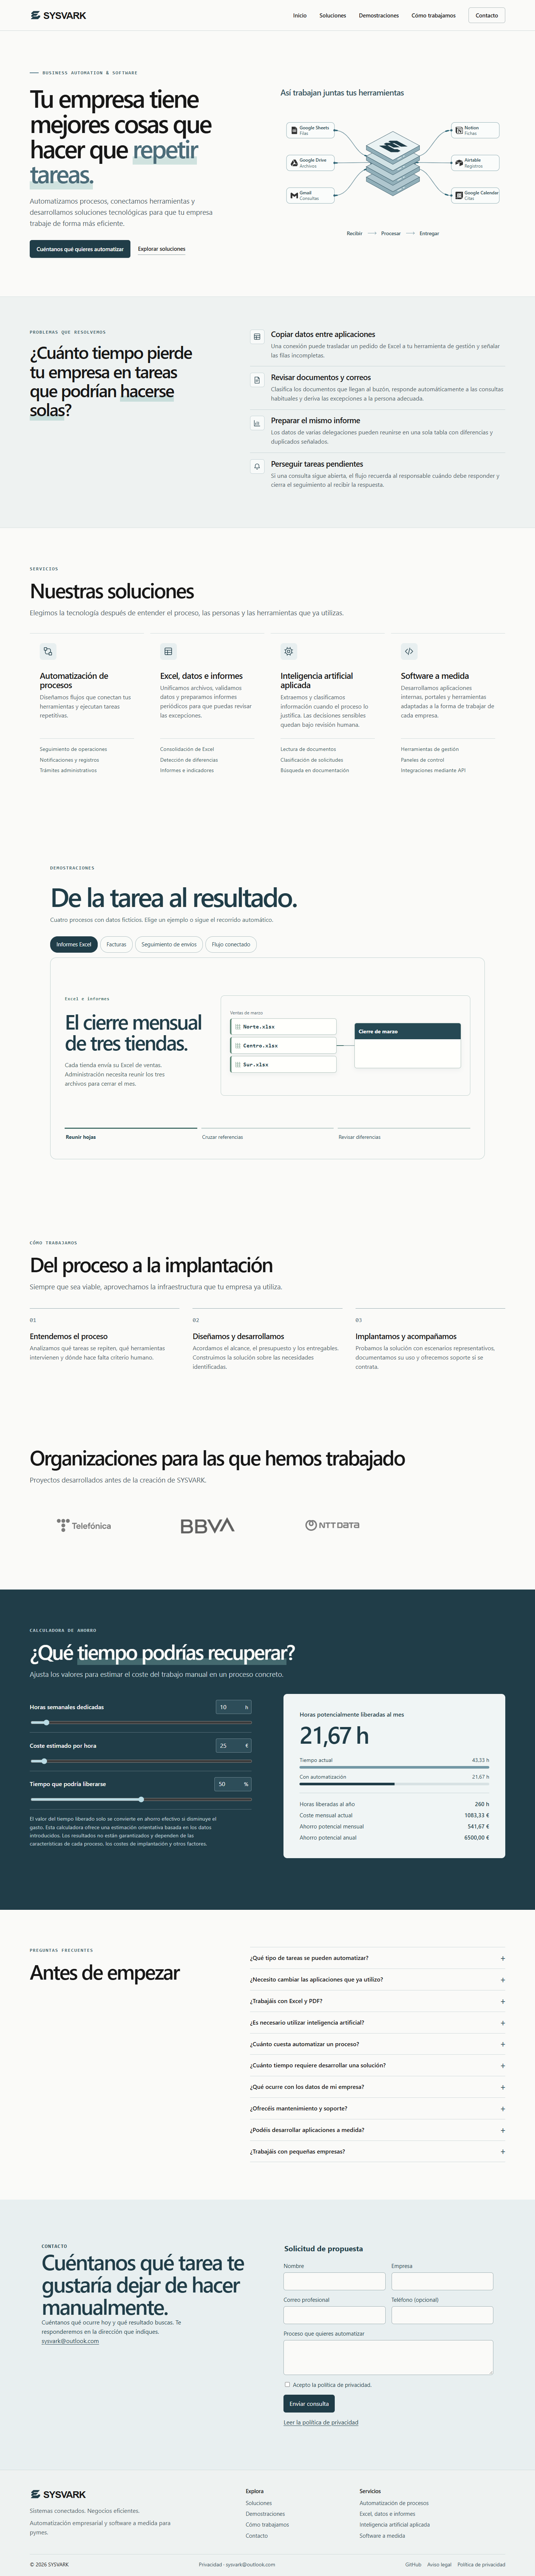 SYSVARK
Inicio Soluciones Demostraciones Cómo trabajamos Contacto
BUSINESS AUTOMATION & SOFTWARE
Tu empresa tiene
mejores cosas que
hacer que repetir
tareas.
Automatizamos procesos, conectamos herramientas y
desarrollamos soluciones tecnológicas para que tu empresa
trabaje de forma más eficiente.
Cuéntanos qué quieres automatizar Explorar soluciones
Así trabajan juntas tus herramientas
Google Sheets
Filas
Google Drive
Archivos
Gmail
Consultas
Notion
Fichas
Airtable
Registros
Google Calendar
Citas
Recibir → Procesar → Entregar
PROBLEMAS QUE RESOLVEMOS
¿Cuánto tiempo pierde
tu empresa en tareas
que podrían hacerse
solas?
Copiar datos entre aplicaciones
Una conexión puede trasladar un pedido de Excel a tu herramienta de gestión y señalar
las filas incompletas.
Revisar documentos y correos
Clasifica los documentos que llegan al buzón, responde automáticamente a las consultas
habituales y deriva las excepciones a la persona adecuada.
Preparar el mismo informe
Los datos de varias delegaciones pueden reunirse en una sola tabla con diferencias y
duplicados señalados.
Perseguir tareas pendientes
Si una consulta sigue abierta, el flujo recuerda al responsable cuándo debe responder y
cierra el seguimiento al recibir la respuesta.
SERVICIOS
Nuestras soluciones
Elegimos la tecnología después de entender el proceso, las personas y las herramientas que ya utilizas.
Automatización de
procesos
Diseñamos flujos que conectan tus
herramientas y ejecutan tareas
repetitivas.
Seguimiento de operaciones
Notificaciones y registros
Trámites administrativos
Excel, datos e informes
Unificamos archivos, validamos
datos y preparamos informes
periódicos para que puedas revisar
las excepciones.
Consolidación de Excel
Detección de diferencias
Informes e indicadores
Inteligencia artificial
aplicada
Extraemos y clasificamos
información cuando el proceso lo
justifica. Las decisiones sensibles
quedan bajo revisión humana.
Lectura de documentos
Clasificación de solicitudes
Búsqueda en documentación
Software a medida
Desarrollamos aplicaciones
internas, portales y herramientas
adaptadas a la forma de trabajar de
cada empresa.
Herramientas de gestión
Paneles de control
Integraciones mediante API
DEMOSTRACIONES
De la tarea al resultado.
Cuatro procesos con datos ficticios. Elige un ejemplo o sigue el recorrido automático.
Informes Excel Facturas Seguimiento de envíos Flujo conectado
Excel e informes
El cierre mensual
de tres tiendas.
Cada tienda envía su Excel de ventas.
Administración necesita reunir los tres
archivos para cerrar el mes.
Ventas de marzo
Norte.xlsx
Centro.xlsx
Sur.xlsx
Cierre de marzo
Reunir hojas Cruzar referencias Revisar diferencias
CÓMO TRABAJAMOS
Del proceso a la implantación
Siempre que sea viable, aprovechamos la infraestructura que tu empresa ya utiliza.
01
Entendemos el proceso
Analizamos qué tareas se repiten, qué herramientas
intervienen y dónde hace falta criterio humano.
02
Diseñamos y desarrollamos
Acordamos el alcance, el presupuesto y los entregables.
Construimos la solución sobre las necesidades
identificadas.
03
Implantamos y acompañamos
Probamos la solución con escenarios representativos,
documentamos su uso y ofrecemos soporte si se
contrata.
Organizaciones para las que hemos trabajado
Proyectos desarrollados antes de la creación de SYSVARK.
Telefónica BBVA NTT DATA
CALCULADORA DE AHORRO
¿Qué tiempo podrías recuperar?
Ajusta los valores para estimar el coste del trabajo manual en un proceso concreto.
Horas semanales dedicadas 10 h
Coste estimado por hora 25 €
Tiempo que podría liberarse 50 %
El valor del tiempo liberado solo se convierte en ahorro efectivo si disminuye el
gasto. Esta calculadora ofrece una estimación orientativa basada en los datos
introducidos. Los resultados no están garantizados y dependen de las
características de cada proceso, los costes de implantación y otros factores.
Horas potencialmente liberadas al mes
21,67 h
Tiempo actual 43,33 h
Con automatización 21,67 h
Horas liberadas al año 260 h
Coste mensual actual 1083,33 €
Ahorro potencial mensual 541,67 €
Ahorro potencial anual 6500,00 €
PREGUNTAS FRECUENTES
Antes de empezar
¿Qué tipo de tareas se pueden automatizar? +
¿Necesito cambiar las aplicaciones que ya utilizo? +
¿Trabajáis con Excel y PDF? +
¿Es necesario utilizar inteligencia artificial? +
¿Cuánto cuesta automatizar un proceso? +
¿Cuánto tiempo requiere desarrollar una solución? +
¿Qué ocurre con los datos de mi empresa? +
¿Ofrecéis mantenimiento y soporte? +
¿Podéis desarrollar aplicaciones a medida? +
¿Trabajáis con pequeñas empresas? +
CONTACTO
Cuéntanos qué tarea te
gustaría dejar de hacer
manualmente.
Cuéntanos qué ocurre hoy y qué resultado buscas. Te
responderemos en la dirección que indiques.
sysvark@outlook.com
Solicitud de propuesta
Nombre Empresa
Correo profesional Teléfono (opcional)
Proceso que quieres automatizar
Acepto la política de privacidad.
Enviar consulta
Leer la política de privacidad
SYSVARK
Sistemas conectados. Negocios eficientes.
Automatización empresarial y software a medida para
pymes.
Explora
Soluciones
Demostraciones
Cómo trabajamos
Contacto
Servicios
Automatización de procesos
Excel, datos e informes
Inteligencia artificial aplicada
Software a medida
© 2026 SYSVARK Privacidad · sysvark@outlook.com GitHub Aviso legal Política de privacidad